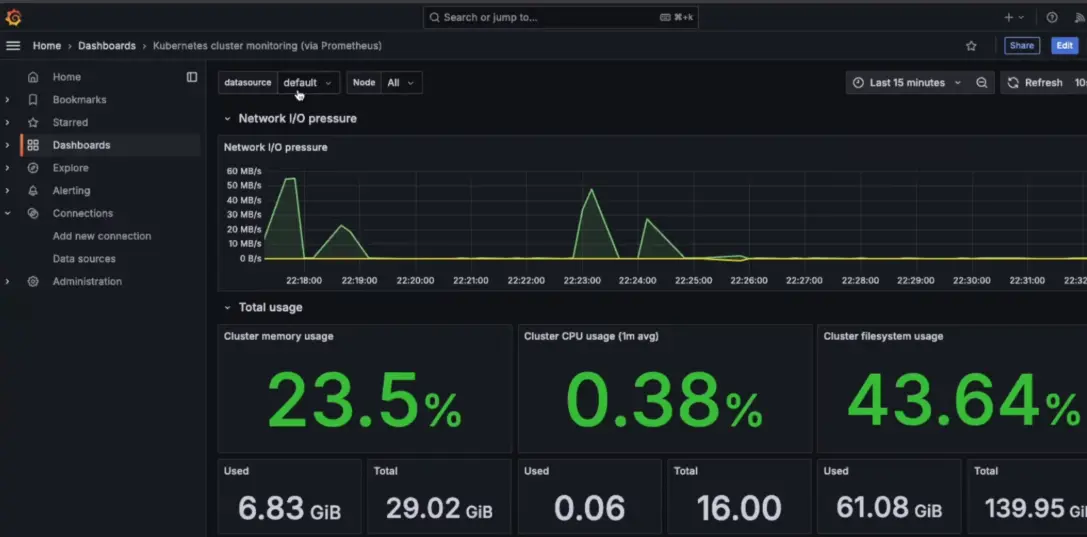 Search or jump to... ⌘+k
Home › Dashboards › Kubernetes cluster monitoring (via Prometheus) Share Edit
Home
Bookmarks
Starred
Dashboards
Explore
Alerting
Connections
Add new connection
Data sources
Administration
datasource default Node All Last 15 minutes Refresh
Network I/O pressure
Network I/O pressure
60 MB/s
50 MB/s
40 MB/s
30 MB/s
20 MB/s
10 MB/s
0 B/s
22:18:00 22:19:00 22:20:00 22:21:00 22:22:00 22:23:00 22:24:00 22:25:00 22:26:00 22:27:00 22:28:00 22:29:00 22:30:00 22:31:00 22:32
Total usage
Cluster memory usage
23.5%
Cluster CPU usage (1m avg)
0.38%
Cluster filesystem usage
43.64%
Used
6.83 GiB
Total
29.02 GiB
Used
0.06
Total
16.00
Used
61.08 GiB
Total
139.95 Gi